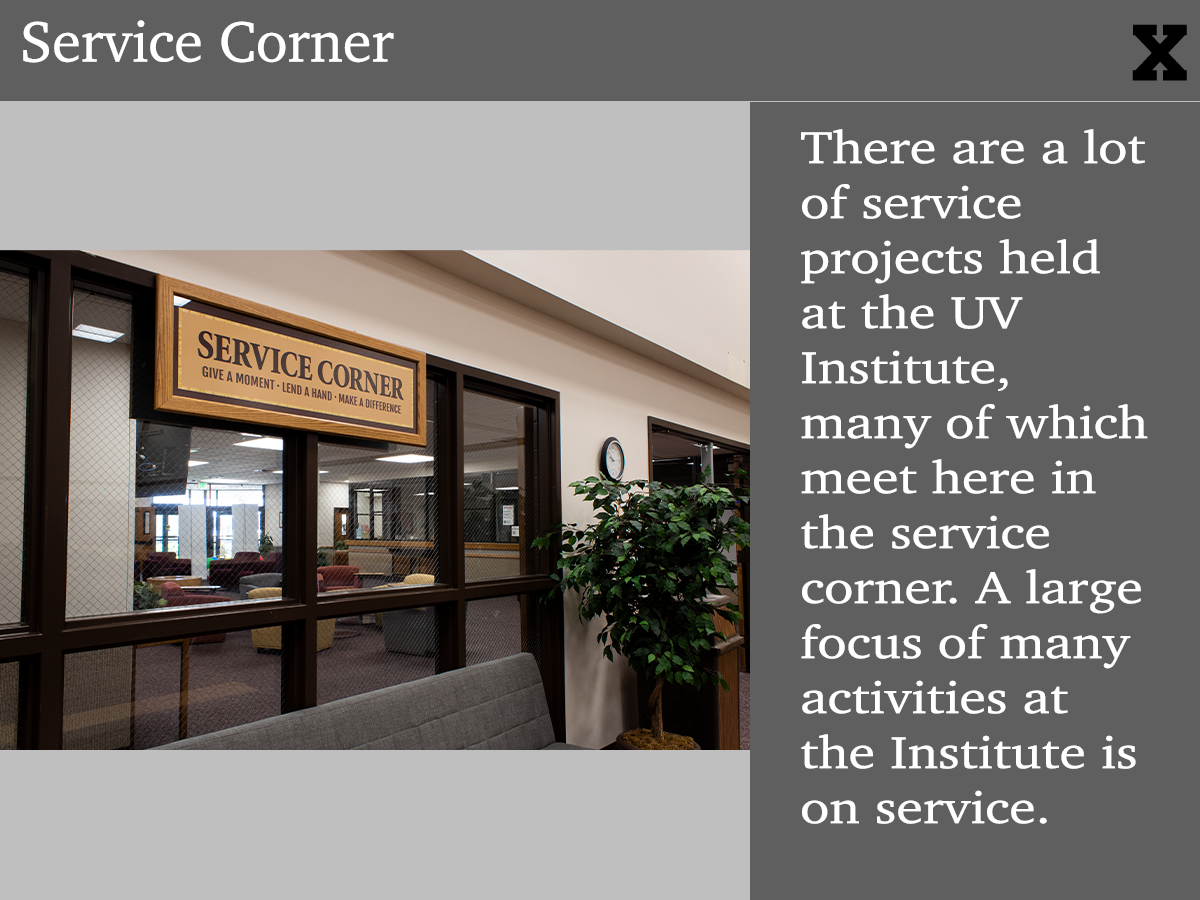 Service Corner
X
SERVICE CORNER
GIVE A MOMENT · LEND A HAND · MAKE A DIFFERENCE
There are a lot
of service
projects held
at the UV
Institute,
many of which
meet here in
the service
corner. A large
focus of many
activities at
the Institute is
on service.